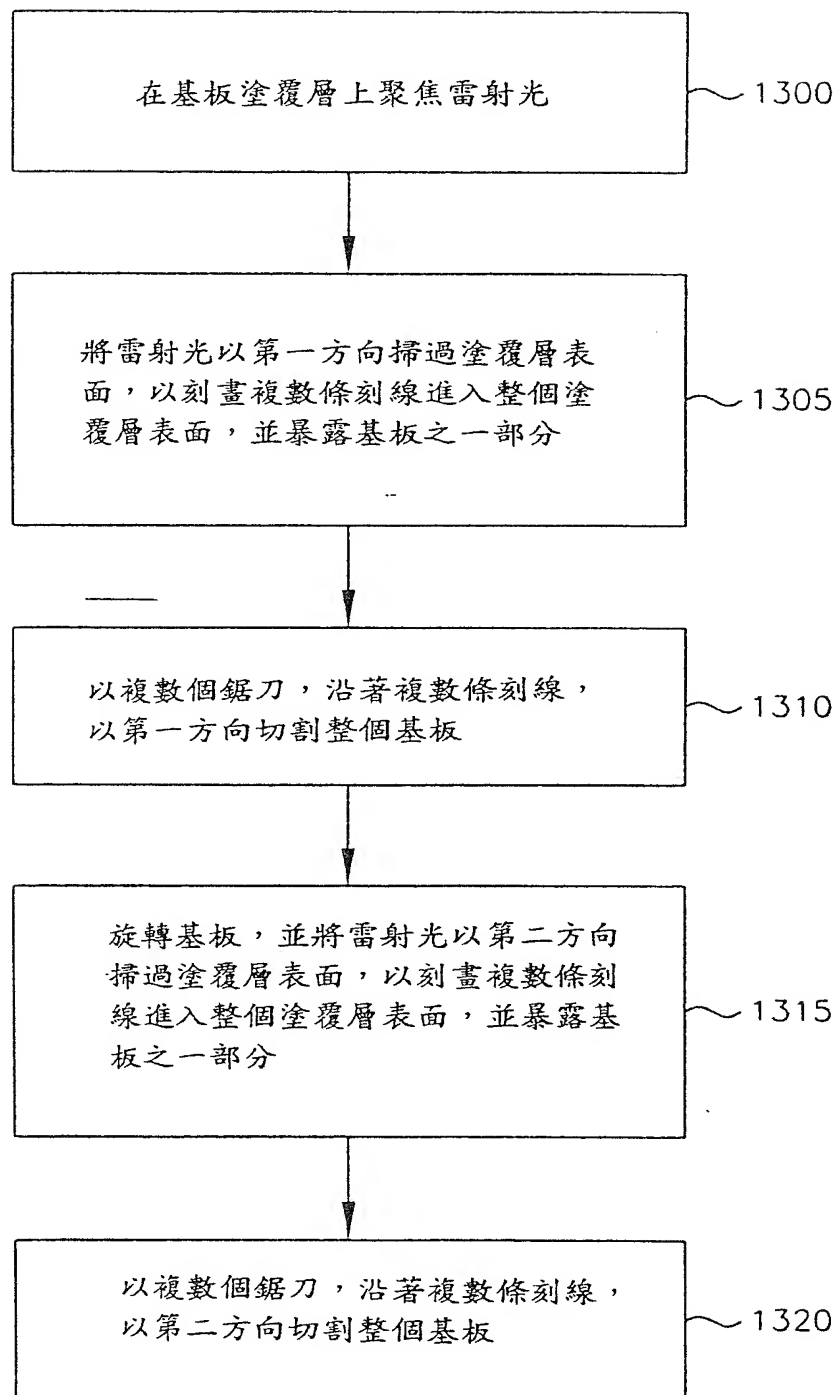 在基板塗覆層上聚焦雷射光
1300
將雷射光以第一方向掃過塗覆層表
面，以刻畫複數條刻線進入整個塗
覆層表面，並暴露基板之一部分
1305
以複數個鋸刀，沿著複數條刻線，
以第一方向切割整個基板
1310
旋轉基板，並將雷射光以第二方向
掃過塗覆層表面，以刻畫複數條刻
線進入整個塗覆層表面，並暴露基
板之一部分
1315
以複數個鋸刀，沿著複數條刻線，
以第二方向切割整個基板
1320